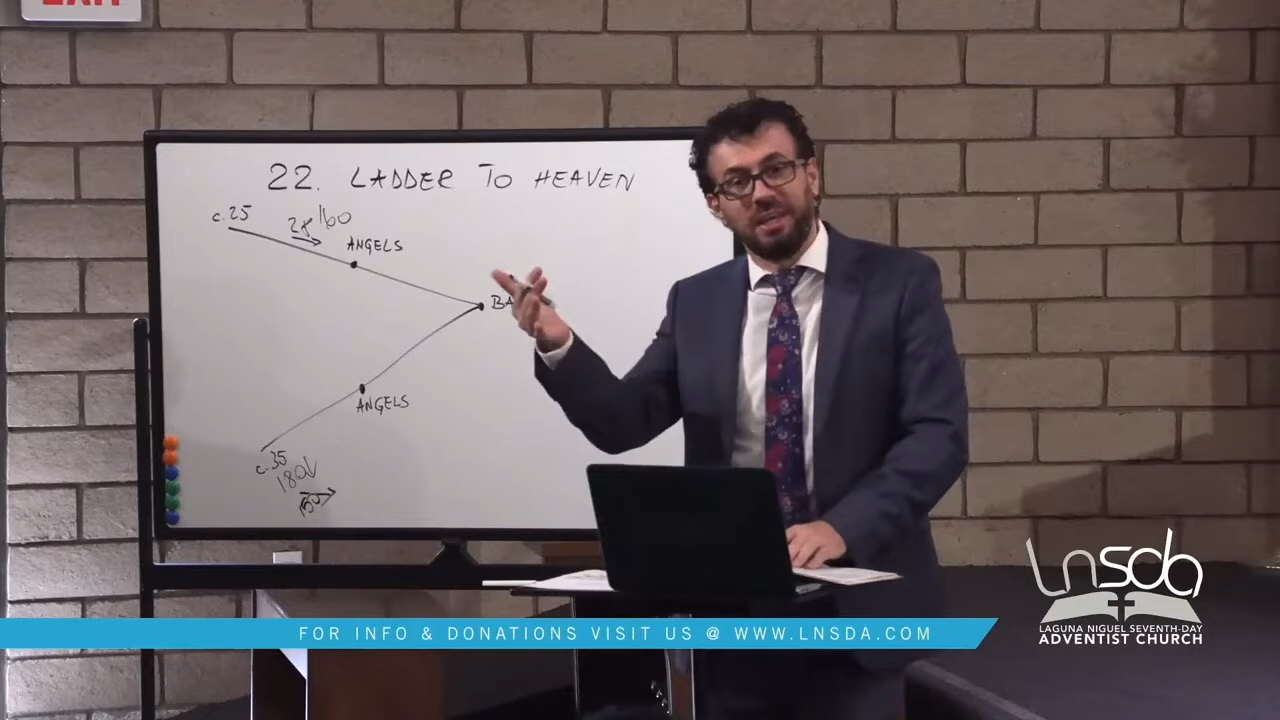 EXIT
22. LADDER TO HEAVEN
c.25
160
ANGELS
ANGELS
c.35
180
LNSDA
LAGUNA NIGUEL SEVENTH-DAY
ADVENTIST CHURCH
FOR INFO & DONATIONS VISIT US @ WWW.LNSDA.COM